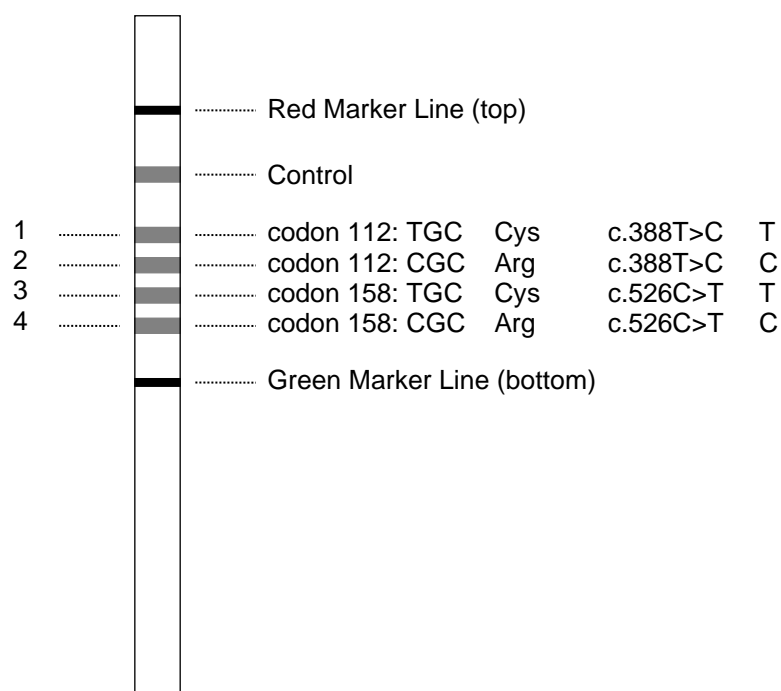 Red Marker Line (top)
Control
1 codon 112: TGC Cys c.388T>C T
2 codon 112: CGC Arg c.388T>C C
3 codon 158: TGC Cys c.526C>T T
4 codon 158: CGC Arg c.526C>T C
Green Marker Line (bottom)